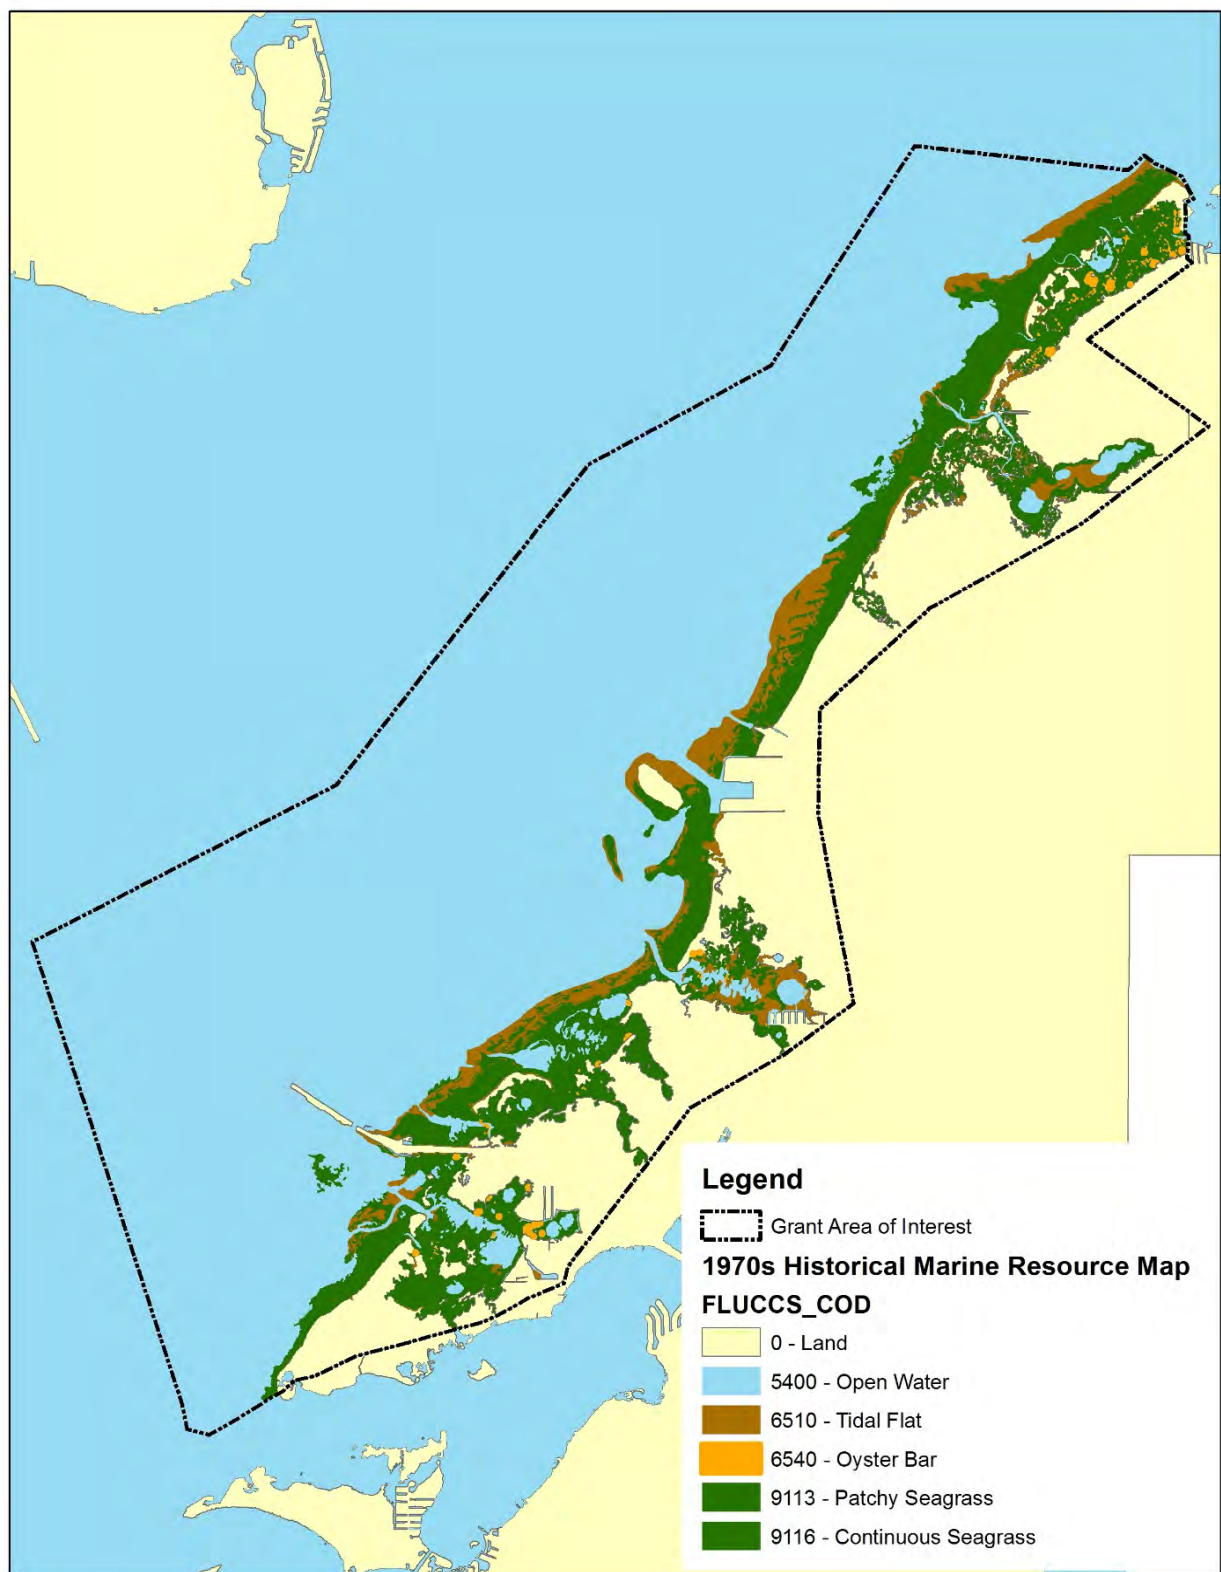 Legend
Grant Area of Interest
1970s Historical Marine Resource Map
FLUCCS_COD
0 - Land
5400 - Open Water
6510 - Tidal Flat
6540 - Oyster Bar
9113 - Patchy Seagrass
9116 - Continuous Seagrass